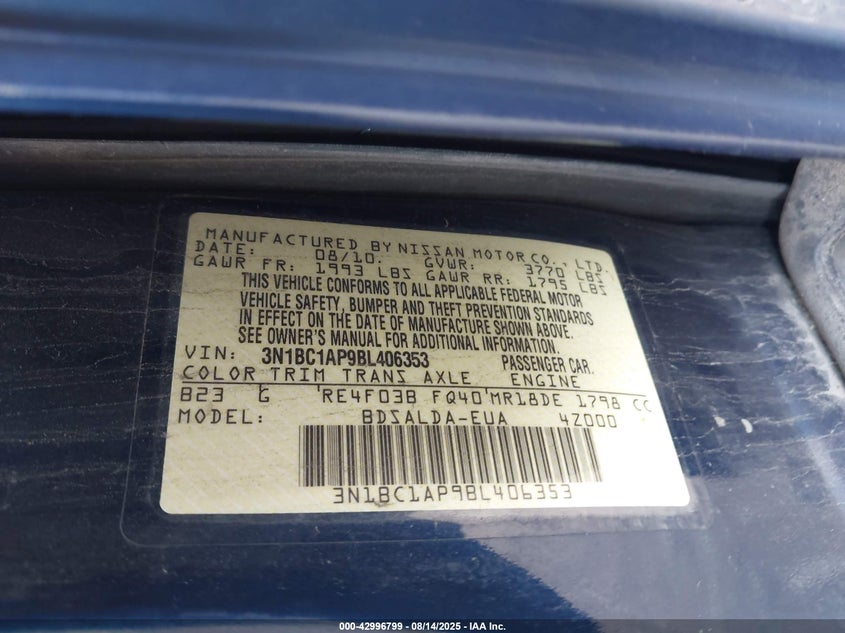 MANUFACTURED BY NISSAN MOTOR CO., LTD.
DATE: 08/10. GVWR: 3770 LBS
GAWR FR: 1993 LBS GAWR RR: 1795 LBS
THIS VEHICLE CONFORMS TO ALL APPLICABLE FEDERAL MOTOR
VEHICLE SAFETY, BUMPER AND THEFT PREVENTION STANDARDS
IN EFFECT ON THE DATE OF MANUFACTURE SHOWN ABOVE.
SEE OWNER'S MANUAL FOR ADDITIONAL INFORMATION.
VIN: 3N1BC1AP9BL406353 PASSENGER CAR
COLOR TRIM TRANS AXLE ENGINE
B23 G RE4F03B FQ40 MR18DE 1798 CC
MODEL: BDSALDA-EUA 4Z000
3N1BC1AP9BL406353
000-42996799 - 08/14/2025 - IAA Inc.